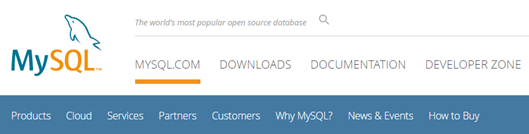 The world's most popular open source database
MySQL™
MYSQL.COM DOWNLOADS DOCUMENTATION DEVELOPER ZONE
Products Cloud Services Partners Customers Why MySQL? News & Events How to Buy